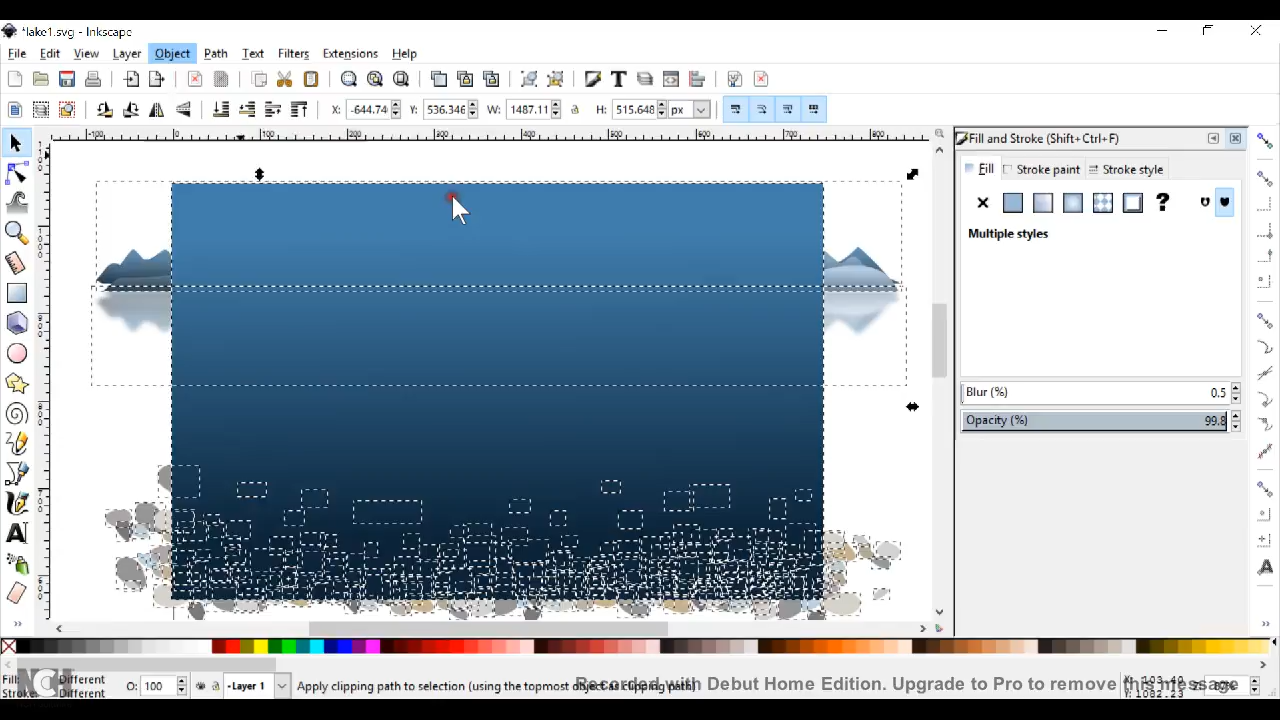 *lake1.svg - Inkscape
File Edit View Layer Object Path Text Filters Extensions Help
X: -644.74 Y: 536.346 W: 1487.11 H: 515.648 px
Fill and Stroke (Shift+Ctrl+F)
Fill Stroke paint Stroke style
Multiple styles
Blur (%) 0.5
Opacity (%) 99.8
Fill: Different
Stroke: Different
O: 100 -Layer 1 Apply clipping path to selection (using the topmost object as clipping path)
Recorded with Debut Home Edition. Upgrade to Pro to remove this message